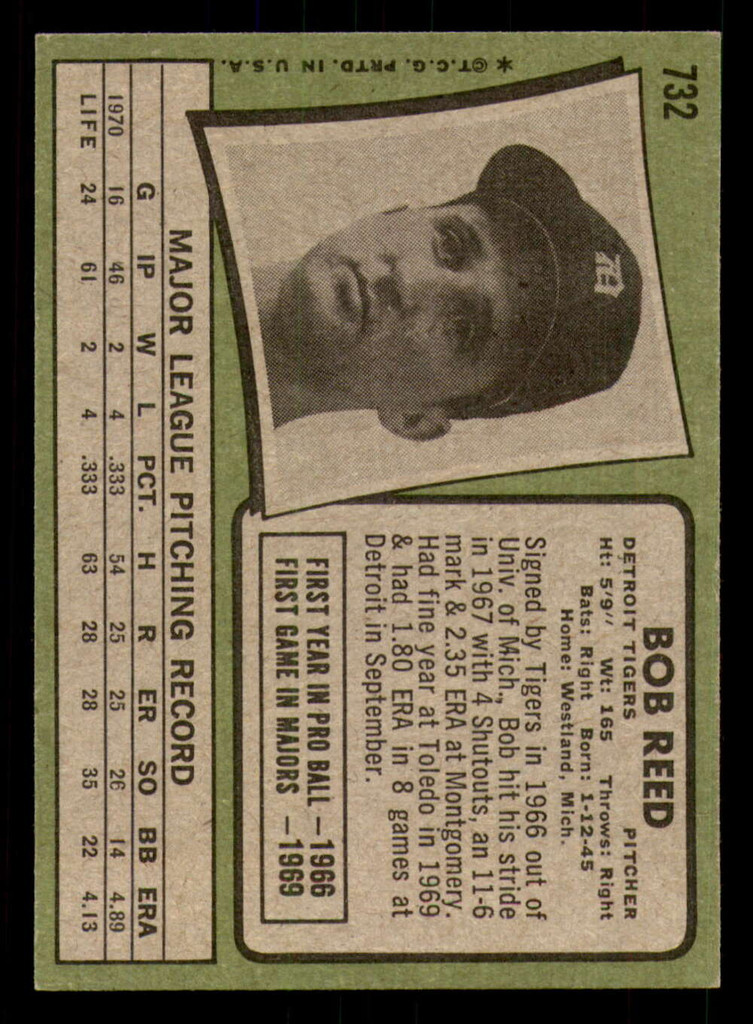 732
*©T.C.G. PRTD. IN U.S.A.
D
BOB REED
DETROIT TIGERS PITCHER
Ht: 5'9" Wt: 165 Throws: Right
Bats: Right Born: 1-12-45
Home: Westland, Mich.
Signed by Tigers in 1966 out of
Univ. of Mich., Bob hit his stride
in 1967 with 4 Shutouts, an 11-6
mark & 2.35 ERA at Montgomery.
Had fine year at Toledo in 1969
& had 1.80 ERA in 8 games at
Detroit in September.
FIRST YEAR IN PRO BALL—1966
FIRST GAME IN MAJORS —1969
MAJOR LEAGUE PITCHING RECORD
G IP W L PCT. H R ER SO BB ERA
1970 16 46 2 4 .333 54 25 25 26 14 4.89
LIFE 24 61 2 4 .333 63 28 28 35 22 4.13